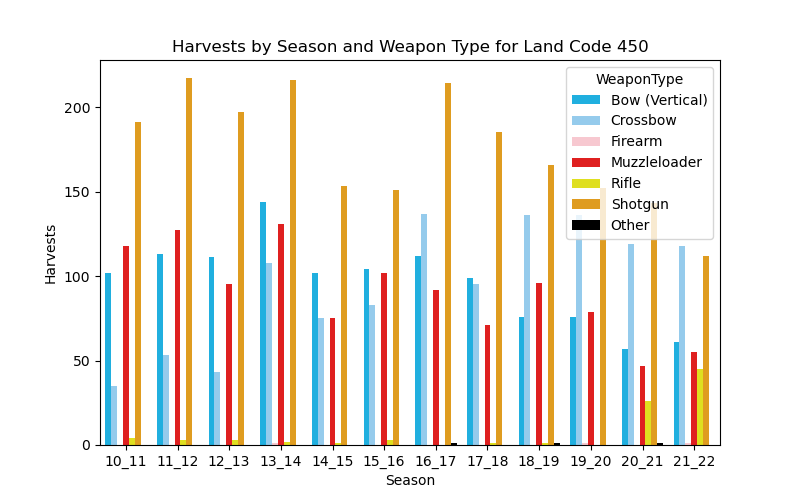 Harvests by Season and Weapon Type for Land Code 450
WeaponType
Bow (Vertical)
Crossbow
Firearm
Muzzleloader
Rifle
Shotgun
Other
Harvests
200
150
100
50
0
10_11 11_12 12_13 13_14 14_15 15_16 16_17 17_18 18_19 19_20 20_21 21_22
Season